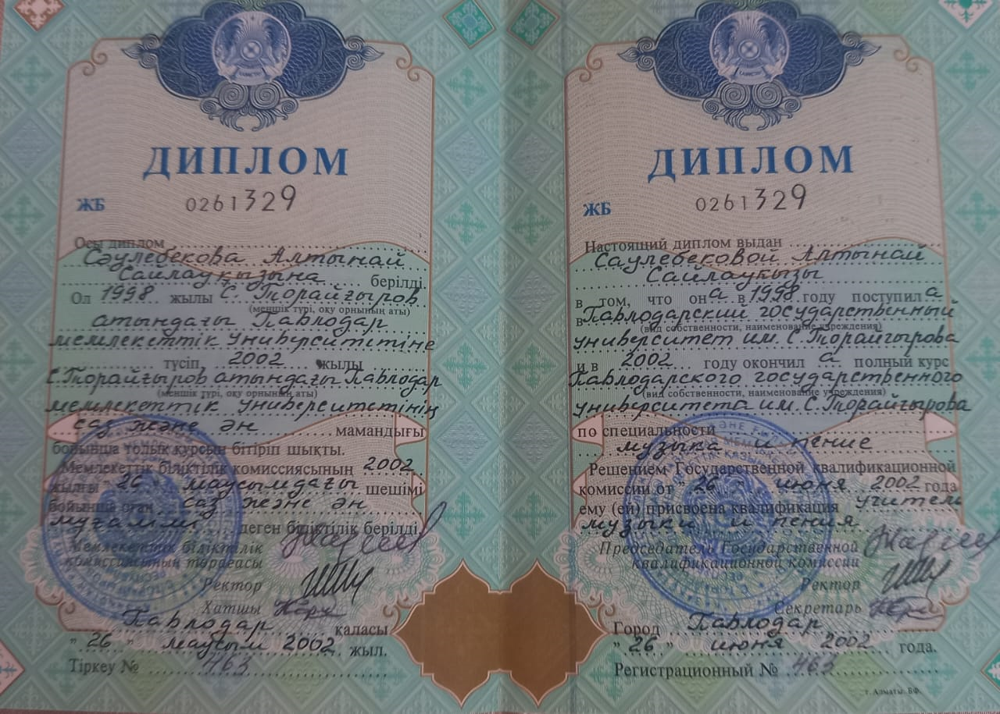 ДИПЛОМ
ЖБ 0261329
Осы диплом
Сәулебекова Алтынай
Сайлауқызына берілді.
Ол 1998 жылы С. Торайғыров
(меншік түрі, оқу орнының аты)
атындағы Павлодар
мемлекеттік университетіне
түсіп, 2002 жылы
С.Торайғыров атындағы Павлодар
(меншік түрі, оқу орнының аты)
мемлекеттік университетінің
саз және ән мамандығы
бойынша толық курсын бітіріп шықты.
Мемлекеттік біліктілік комиссиясының 2002
жылғы "26" маусымдағы шешімі
бойынша оған саз және ән
мұғалімі деген біліктілік берілді.
Мемлекеттік біліктілік
комиссиясының төрағасы
Ректор
Хатшы
Павлодар қаласы
"26" маусым 2002 жыл.
Тіркеу № 463
ДИПЛОМ
ЖБ 0261329
Настоящий диплом выдан
Саулебековой Алтынай
Сайлаукызы
в том, что она в 1998 году поступила
в Павлодарский государственный
(вид собственности, наименование учреждения)
университет им. С.Торайгырова
и в 2002 году окончила полный курс
Павлодарского государственного
(вид собственности, наименование учреждения)
университета им. С.Торайгырова
по специальности
музыка и пение
Решением Государственной квалификационной
комиссии от "26" июня 2002 года
ему (ей) присвоена квалификация учитель
музыки и пения
Председатель Государственной
квалификационной комиссии
Ректор
Секретарь
Город Павлодар
"26" июня 2002 года.
Регистрационный № 463
г. Алматы. БФ.